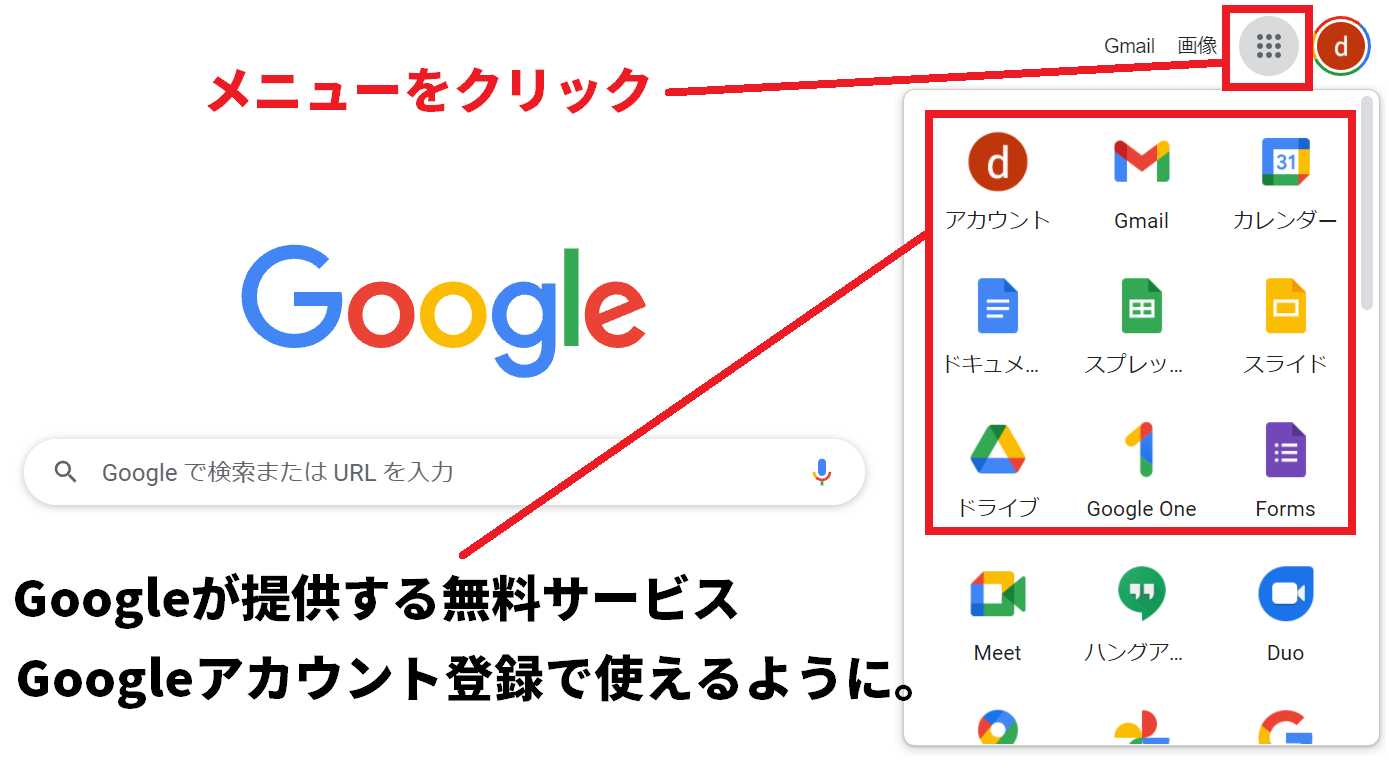 Gmail 画像 d
メニューをクリック
d
アカウント Gmail 31 カレンダー
Google
ドキュメ... スプレッ... スライド
Google で検索または URL を入力
ドライブ Google One Forms
Googleが提供する無料サービス
Meet ハングア... Duo
Googleアカウント登録で使えるように。